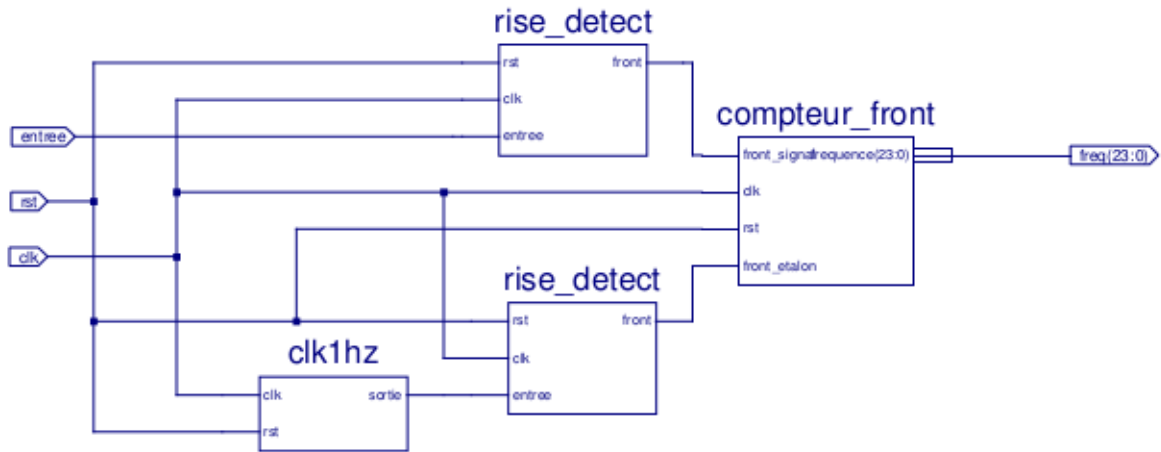 rise_detect
rst front
clk
entree
entree
rst
clk
compteur_front
front_signalfrequence(23:0)
clk
rst
front_etalon
freq(23:0)
rise_detect
rst front
clk
entree
clk1hz
clk sortie
rst